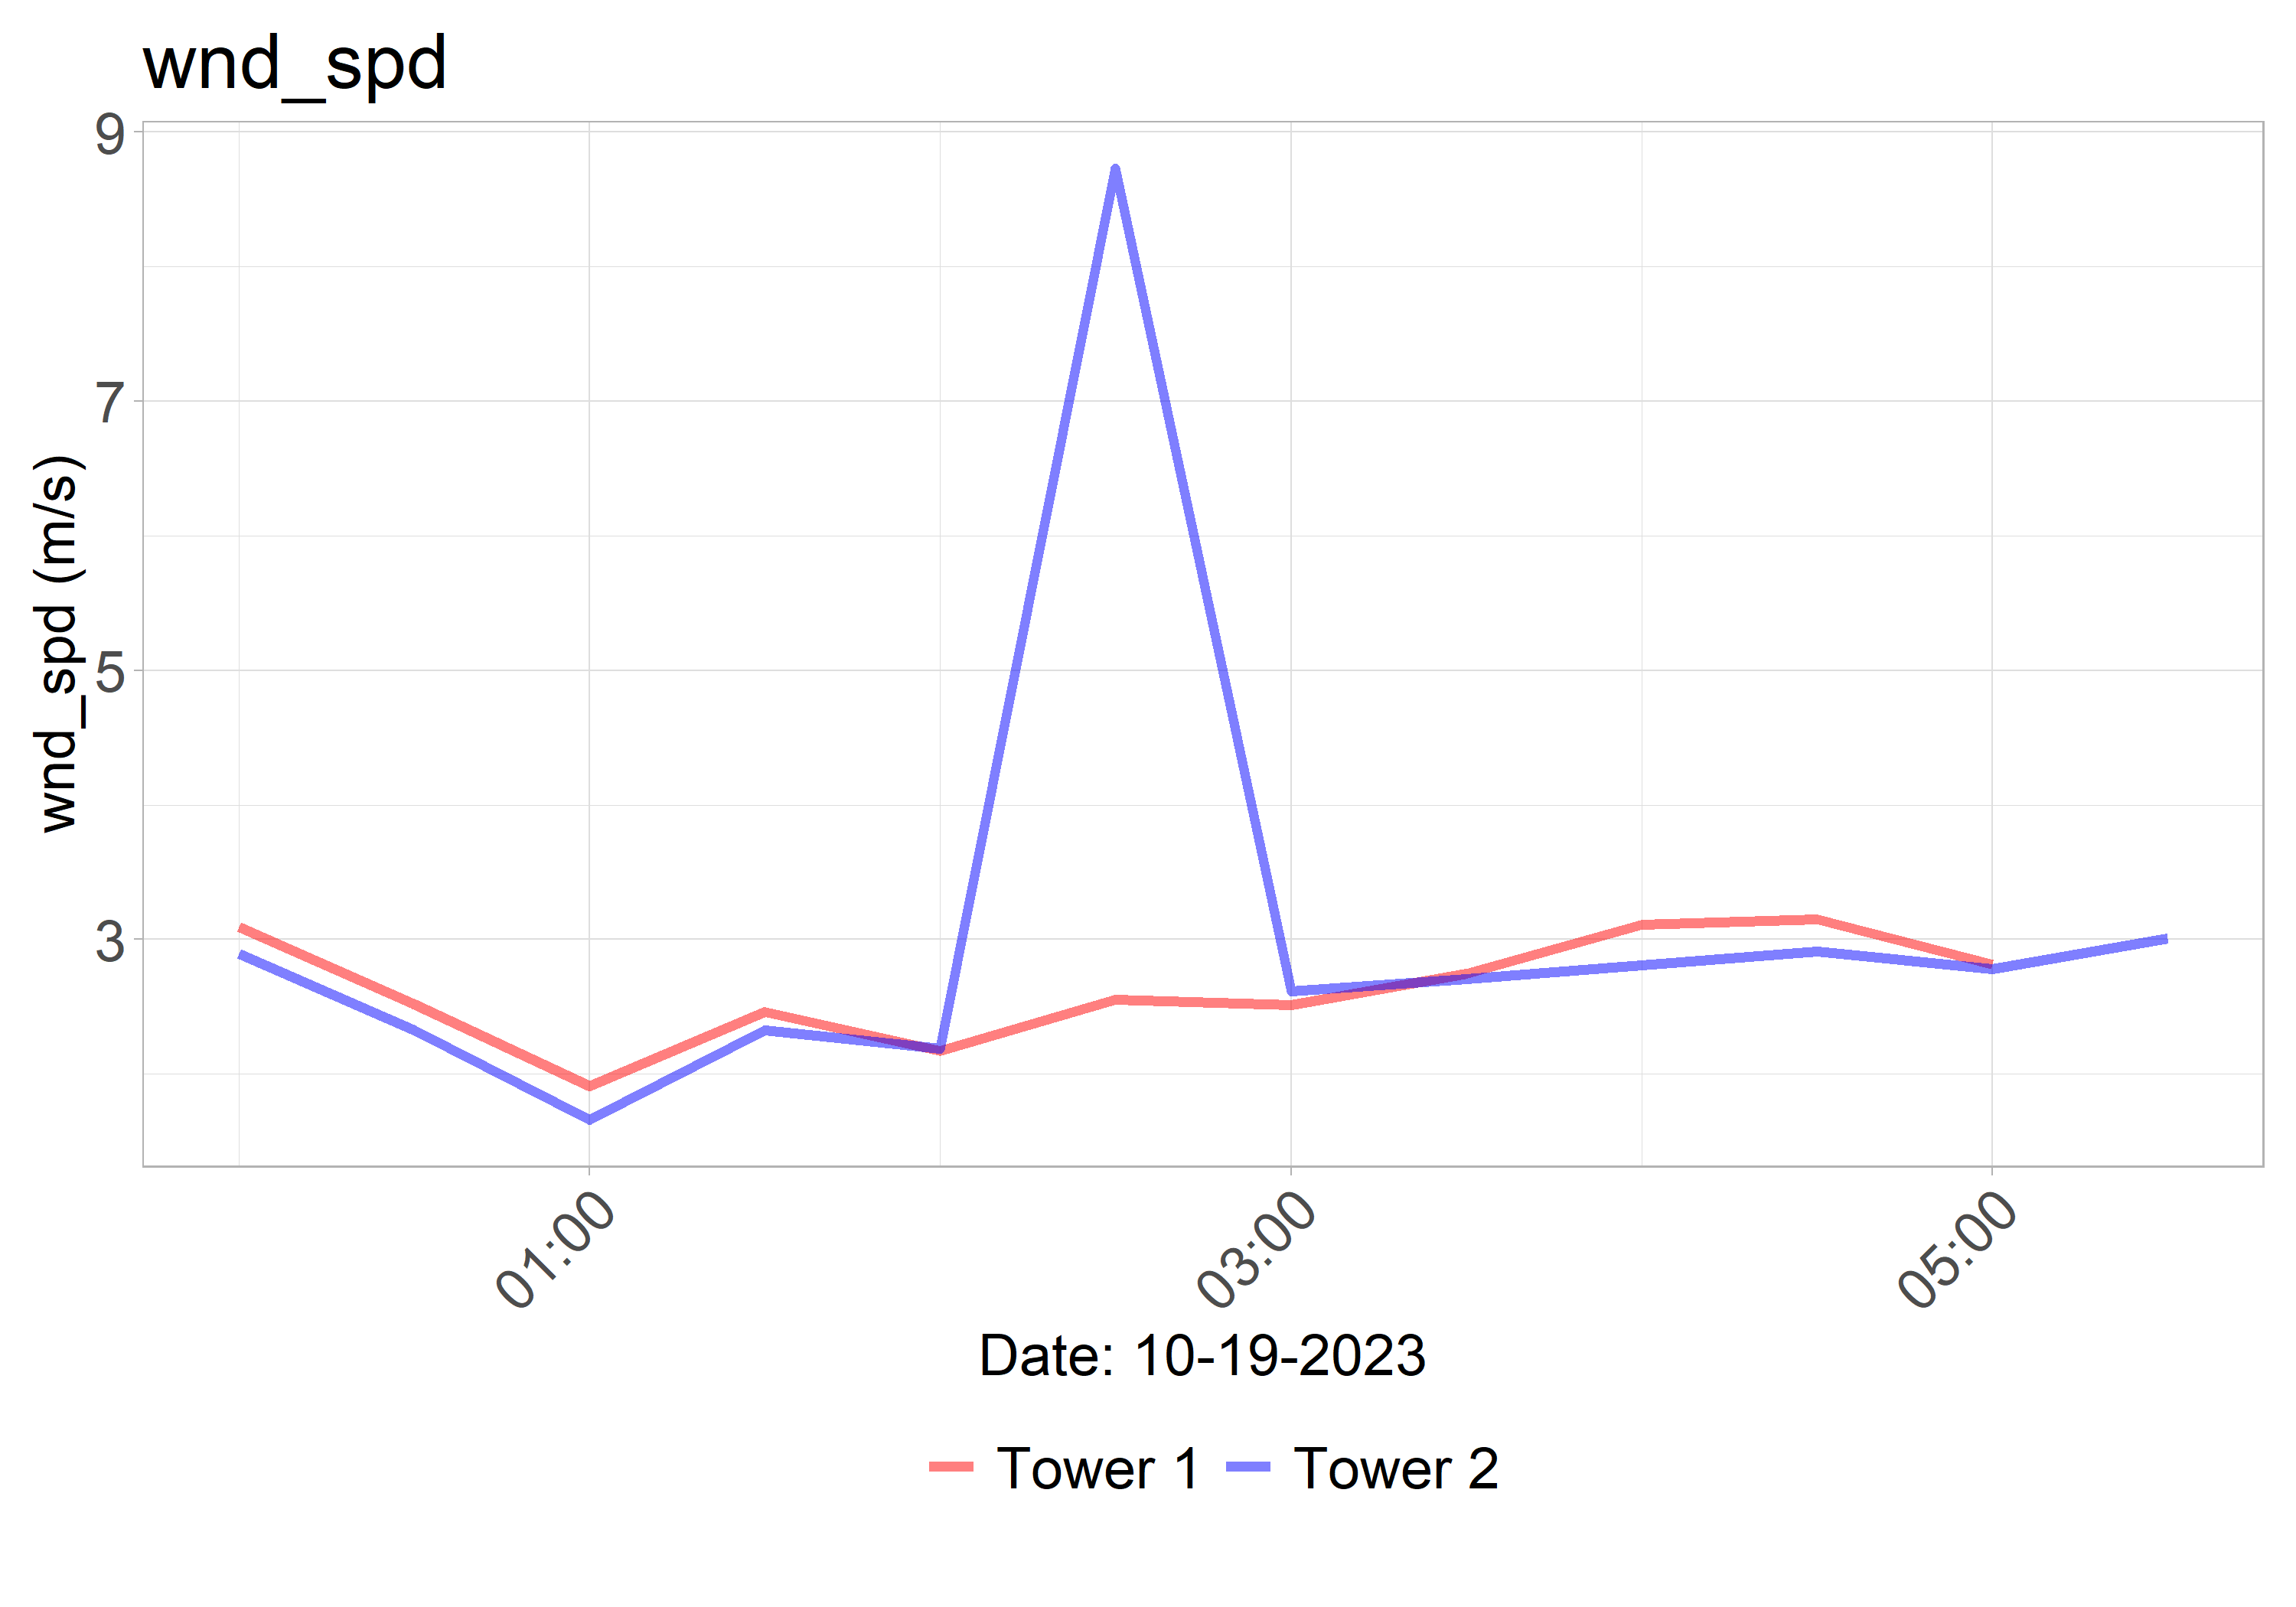 wnd_spd
9
7
5
3
wnd_spd (m/s)
01:00
03:00
05:00
Date: 10-19-2023
Tower 1 Tower 2